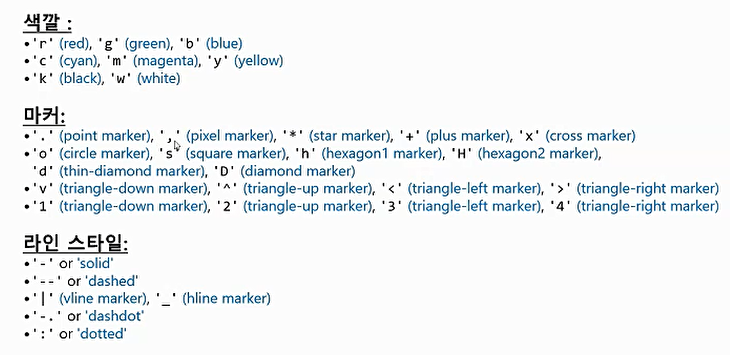 색깔 :
•'r' (red), 'g' (green), 'b' (blue)
•'c' (cyan), 'm' (magenta), 'y' (yellow)
•'k' (black), 'w' (white)
마커:
•'.' (point marker), ',' (pixel marker), '*' (star marker), '+' (plus marker), 'x' (cross marker)
•'o' (circle marker), 's' (square marker), 'h' (hexagon1 marker), 'H' (hexagon2 marker),
'd' (thin-diamond marker), 'D' (diamond marker)
•'v' (triangle-down marker), '^' (triangle-up marker), '<' (triangle-left marker), '>' (triangle-right marker)
•'1' (triangle-down marker), '2' (triangle-up marker), '3' (triangle-left marker), '4' (triangle-right marker)
라인 스타일:
•'-' or 'solid'
•'--' or 'dashed'
•'|' (vline marker), '_' (hline marker)
•'-.' or 'dashdot'
•':' or 'dotted'